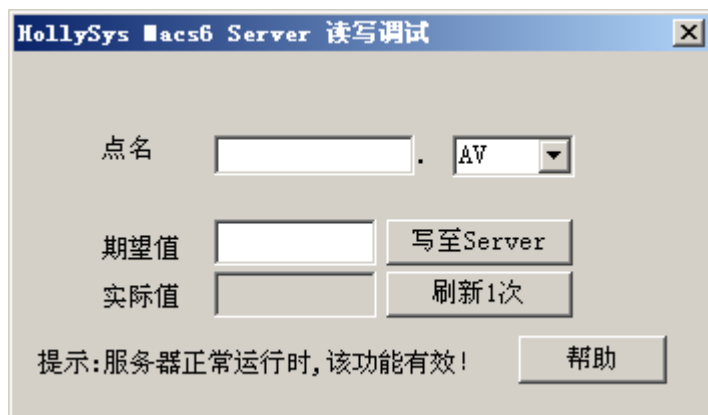 HollySys Macs6 Server 读写调试
点名 . AV
期望值 写至Server
实际值 刷新1次
提示:服务器正常运行时,该功能有效! 帮助